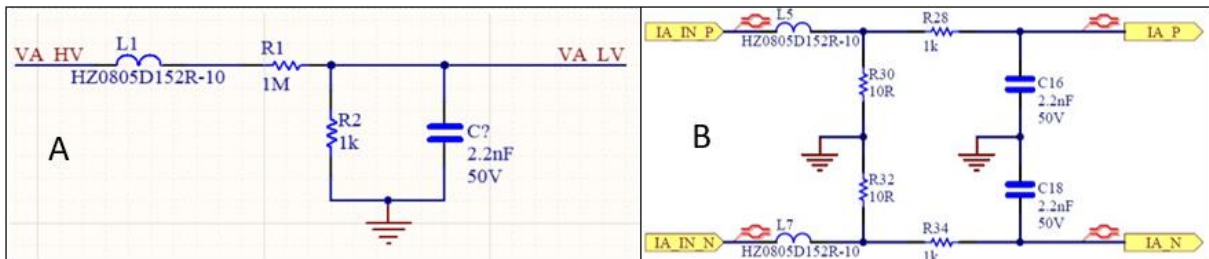 VA_HV
L1
HZ0805D152R-10
R1
1M
VA_LV
R2
1k
C?
2.2nF
50V
A
IA_IN_P
L5
HZ0805D152R-10
R28
1k
IA_P
R30
10R
C16
2.2nF
50V
B
R32
10R
C18
2.2nF
50V
IA_IN_N
L7
HZ0805D152R-10
R34
1k
IA_N